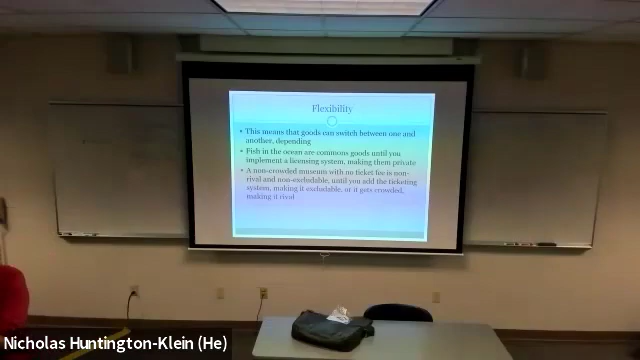 Flexibility
• This means that goods can switch between one and
another, depending
• Fish in the ocean are commons goods until you
implement a licensing system, making them private
• A non-crowded museum with no ticket fee is non-
rival and non-excludable, until you add the ticketing
system, making it excludable, or it gets crowded,
making it rival
Nicholas Huntington-Klein (He)